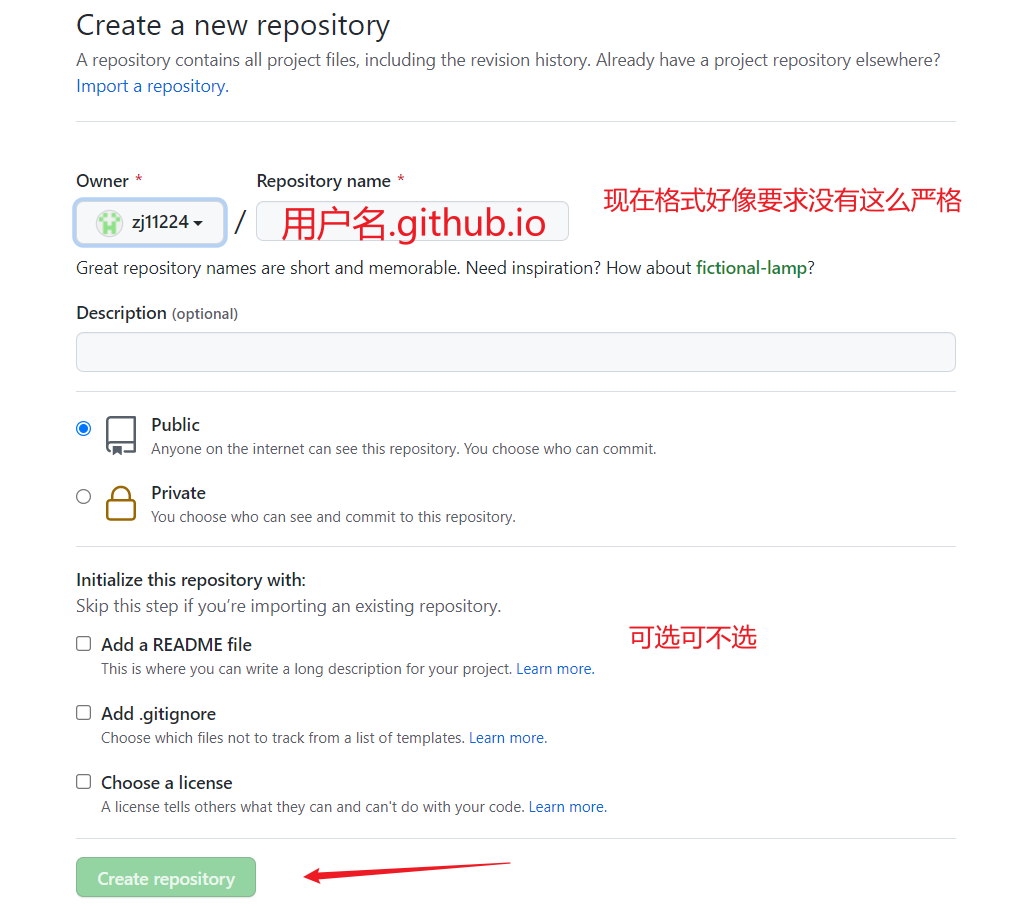 Create a new repository
A repository contains all project files, including the revision history. Already have a project repository elsewhere?
Import a repository.
Owner *
Repository name *
现在格式好像要求没有这么严格
zj11224
/
用户名.github.io
Great repository names are short and memorable. Need inspiration? How about fictional-lamp?
Description (optional)
Public
Anyone on the internet can see this repository. You choose who can commit.
Private
You choose who can see and commit to this repository.
Initialize this repository with:
Skip this step if you’re importing an existing repository.
可选可不选
Add a README file
This is where you can write a long description for your project. Learn more.
Add .gitignore
Choose which files not to track from a list of templates. Learn more.
Choose a license
A license tells others what they can and can't do with your code. Learn more.
Create repository